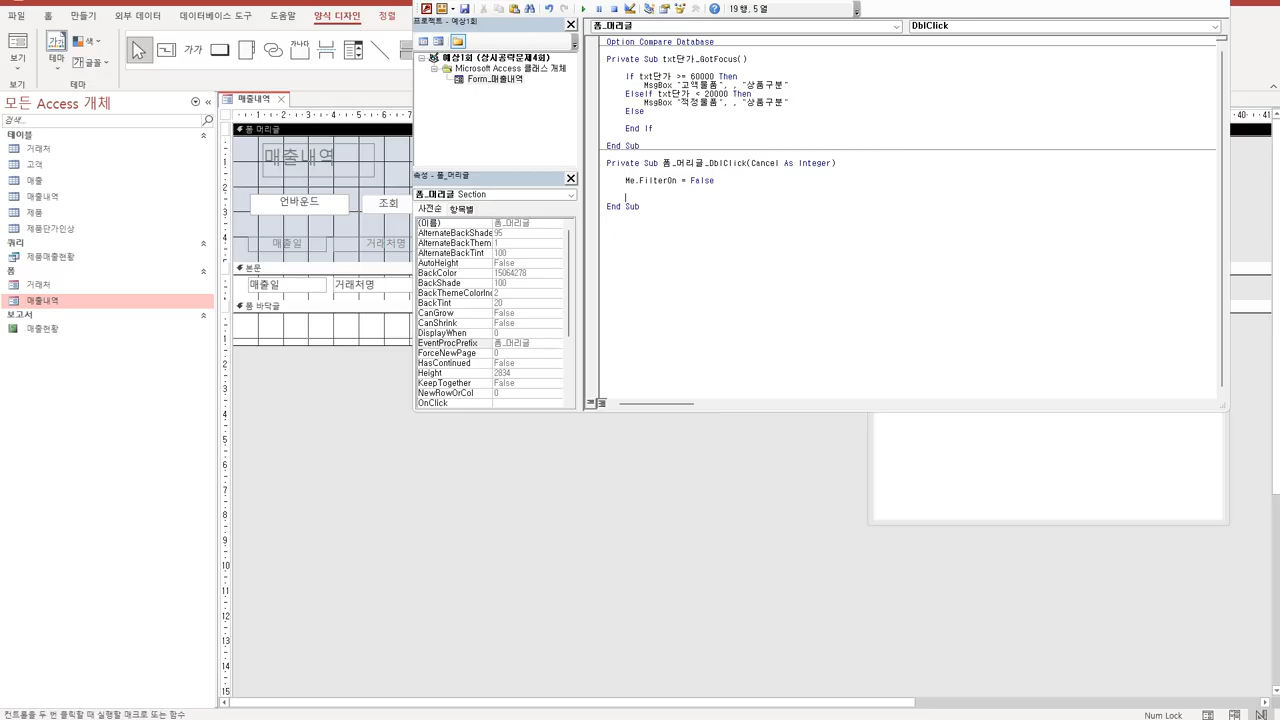 파일 홈 만들기 외부 데이터 데이터베이스 도구 도움말 양식 디자인 정렬
보기 테마 색 글꼴 가가 가나다
보기 테마
모든 Access 개체
검색...
테이블
거래처
고객
매출
매출내역
제품
제품단가인상
쿼리
제품매출현황
폼
거래처
매출내역
보고서
매출현황
매출내역
폼 머리글
매출내역
언바운드 조회
매출일 거래처명
본문
매출일 거래처명
폼 바닥글
19 행, 5 열
프로젝트 - 예상1회
예상1회 (상시공략문제4회)
Microsoft Access 클래스 개체
Form_매출내역
속성 - 폼_머리글
폼_머리글 Section
사전순 항목별
(이름) 폼_머리글
AlternateBackShade 95
AlternateBackThem 1
AlternateBackTint 100
AutoHeight False
BackColor 15064278
BackShade 100
BackThemeColorInd 2
BackTint 20
CanGrow False
CanShrink False
DisplayWhen 0
EventProcPrefix 폼_머리글
ForceNewPage 0
HasContinued False
Height 2834
KeepTogether False
NewRowOrCol 0
OnClick
폼_머리글 DblClick
Option Compare Database
Private Sub txt단가_GotFocus()
If txt단가 >= 60000 Then
MsgBox "고액물품", , "상품구분"
ElseIf txt단가 < 20000 Then
MsgBox "적정물품", , "상품구분"
Else
End If
End Sub
Private Sub 폼_머리글_DblClick(Cancel As Integer)
Me.FilterOn = False
End Sub
컨트롤을 두 번 클릭할 때 실행할 매크로 또는 함수
Num Lock